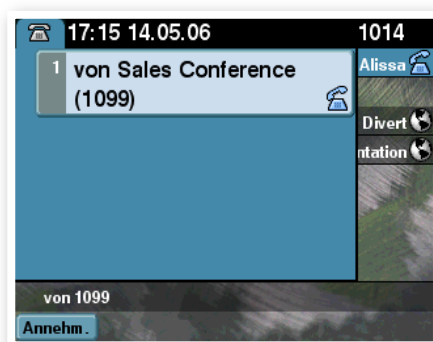 17:15 14.05.06 1014
1 von Sales Conference
(1099)
Alissa
Divert
ntation
von 1099
Annehm.